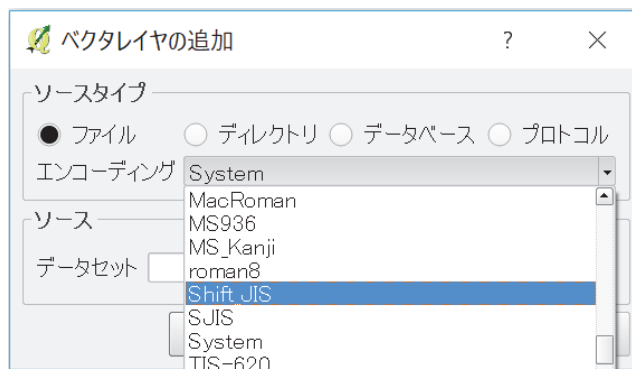 ベクタレイヤの追加 ? ×
ソースタイプ
ファイル ディレクトリ データベース プロトコル
エンコーディング System
MacRoman
ソース MS936
MS_Kanji
データセット roman8
Shift_JIS
SJIS
System
TIS-620